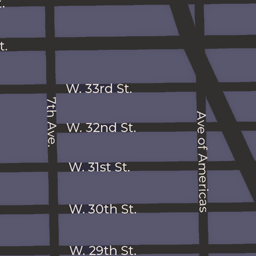 t.
t.
W. 33rd St.
7th Ave.
W. 32nd St.
Ave of Americas
W. 31st St.
W. 30th St.
W. 29th St.